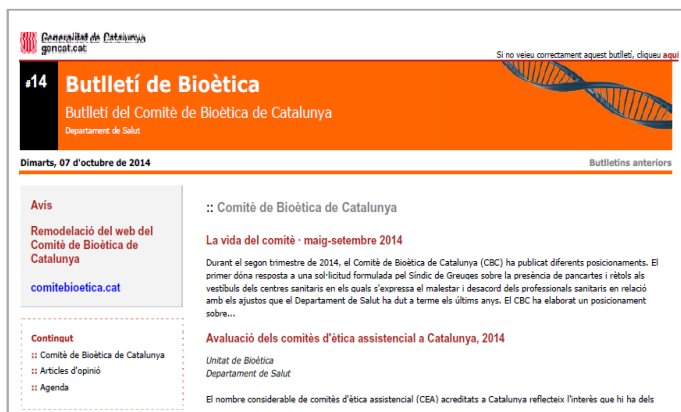 Generalitat de Catalunya
gencat.cat
Si no veieu correctament aquest butlletí, cliqueu aquí
#14
Butlletí de Bioètica
Butlletí del Comitè de Bioètica de Catalunya
Departament de Salut
Dimarts, 07 d'octubre de 2014
Butlletins anteriors
Avís
Remodelació del web del
Comitè de Bioètica de
Catalunya
comitebioetica.cat
Contingut
:: Comitè de Bioètica de Catalunya
:: Articles d'opinió
:: Agenda
:: Comitè de Bioètica de Catalunya
La vida del comitè · maig-setembre 2014
Durant el segon trimestre de 2014, el Comitè de Bioètica de Catalunya (CBC) ha publicat diferents posicionaments. El
primer dóna resposta a una sol·licitud formulada pel Síndic de Greuges sobre la presència de pancartes i rètols als
vestíbuls dels centres sanitaris en els quals s'expressa el malestar i desacord dels professionals sanitaris en relació
amb els ajustos que el Departament de Salut ha dut a terme els últims anys. El CBC ha elaborat un posicionament
sobre...
Avaluació dels comitès d'ètica assistencial a Catalunya, 2014
Unitat de Bioètica
Departament de Salut
El nombre considerable de comitès d'ètica assistencial (CEA) acreditats a Catalunya reflecteix l'interès que hi ha dels